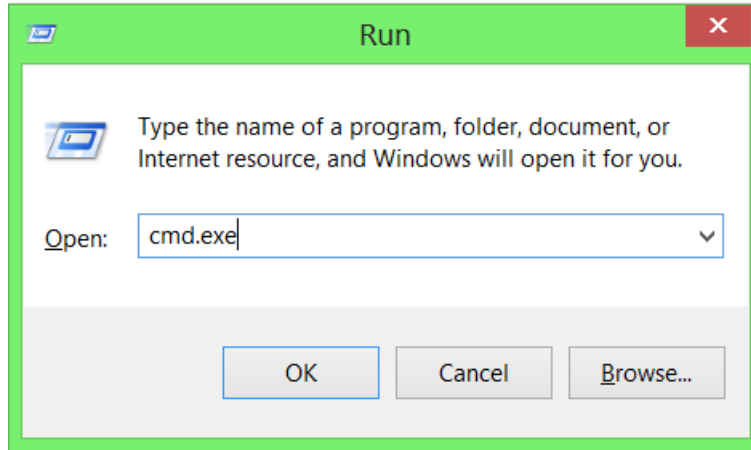 Run
Type the name of a program, folder, document, or
Internet resource, and Windows will open it for you.
Open: cmd.exe
OK Cancel Browse...